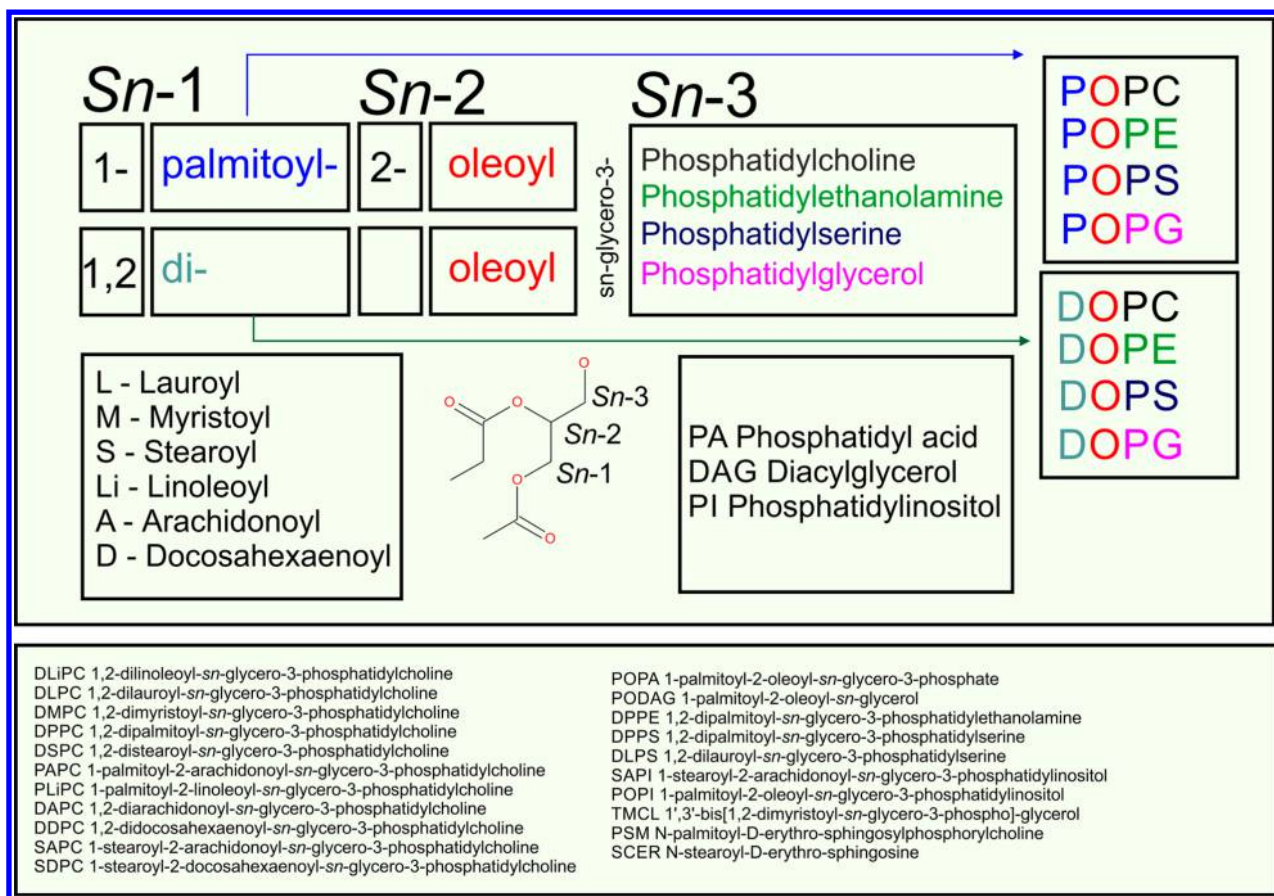 Sn-1
Sn-2
Sn-3
1-
palmitoyl-
2-
oleoyl
1,2
di-
oleoyl
sn-glycero-3-
Phosphatidylcholine
Phosphatidylethanolamine
Phosphatidylserine
Phosphatidylglycerol
POPC
POPE
POPS
POPG
DOPC
DOPE
DOPS
DOPG
L - Lauroyl
M - Myristoyl
S - Stearoyl
Li - Linoleoyl
A - Arachidonoyl
D - Docosahexaenoyl
O
O
O
Sn-3
Sn-2
Sn-1
O
O
PA Phosphatidyl acid
DAG Diacylglycerol
PI Phosphatidylinositol
DLiPC 1,2-dilinoleoyl-sn-glycero-3-phosphatidylcholine
DLPC 1,2-dilauroyl-sn-glycero-3-phosphatidylcholine
DMPC 1,2-dimyristoyl-sn-glycero-3-phosphatidylcholine
DPPC 1,2-dipalmitoyl-sn-glycero-3-phosphatidylcholine
DSPC 1,2-distearoyl-sn-glycero-3-phosphatidylcholine
PAPC 1-palmitoyl-2-arachidonoyl-sn-glycero-3-phosphatidylcholine
PLiPC 1-palmitoyl-2-linoleoyl-sn-glycero-3-phosphatidylcholine
DAPC 1,2-diarachidonoyl-sn-glycero-3-phosphatidylcholine
DDPC 1,2-didocosahexaenoyl-sn-glycero-3-phosphatidylcholine
SAPC 1-stearoyl-2-arachidonoyl-sn-glycero-3-phosphatidylcholine
SDPC 1-stearoyl-2-docosahexaenoyl-sn-glycero-3-phosphatidylcholine
POPA 1-palmitoyl-2-oleoyl-sn-glycero-3-phosphate
PODAG 1-palmitoyl-2-oleoyl-sn-glycerol
DPPE 1,2-dipalmitoyl-sn-glycero-3-phosphatidylethanolamine
DPPS 1,2-dipalmitoyl-sn-glycero-3-phosphatidylserine
DLPS 1,2-dilauroyl-sn-glycero-3-phosphatidylserine
SAPI 1-stearoyl-2-arachidonoyl-sn-glycero-3-phosphatidylinositol
POPI 1-palmitoyl-2-oleoyl-sn-glycero-3-phosphatidylinositol
TMCL 1',3'-bis[1,2-dimyristoyl-sn-glycero-3-phospho]-glycerol
PSM N-palmitoyl-D-erythro-sphingosylphosphorylcholine
SCER N-stearoyl-D-erythro-sphingosine